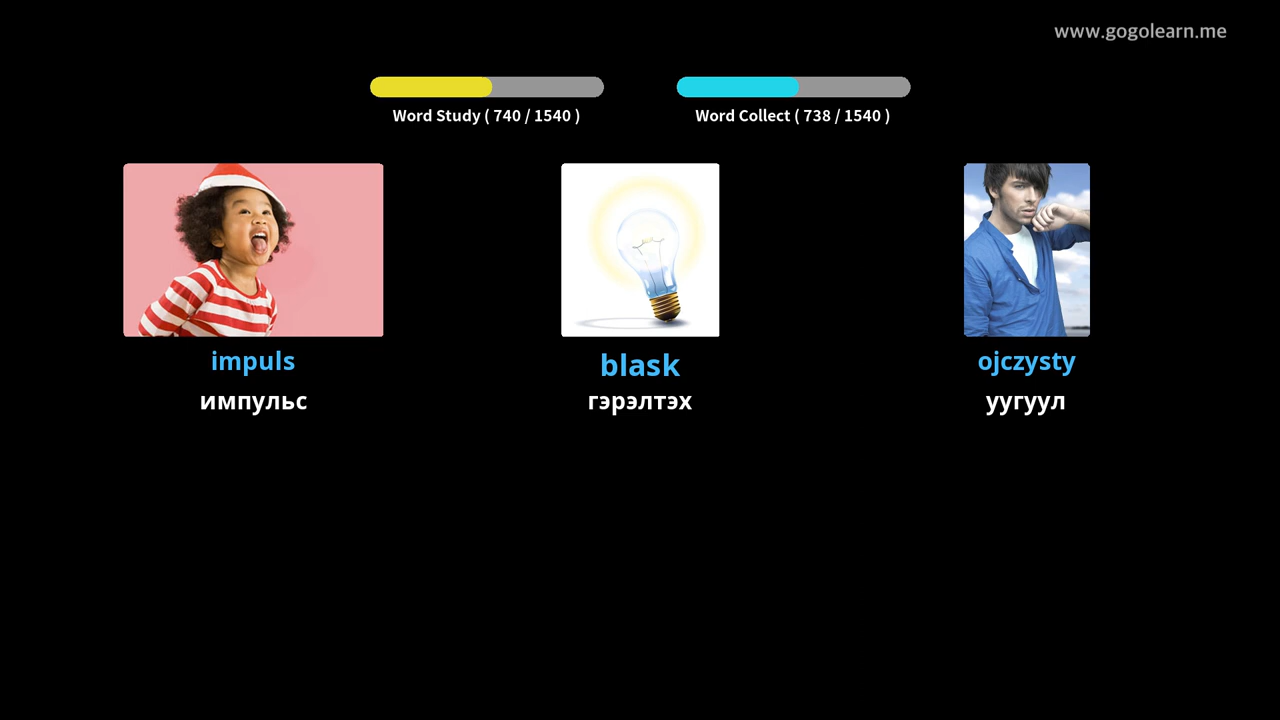 www.gogolearn.me
Word Study ( 740 / 1540 )
Word Collect ( 738 / 1540 )
impuls
импульс
blask
гэрэлтэх
ojczysty
уугуул